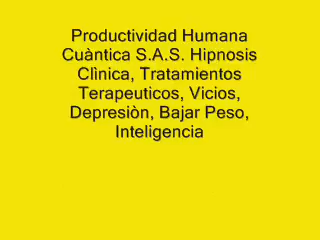 Productividad Humana
Cuàntica S.A.S. Hipnosis
Clìnica, Tratamientos
Terapeuticos, Vicios,
Depresiòn, Bajar Peso,
Inteligencia